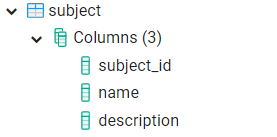 subject
Columns (3)
subject_id
name
description